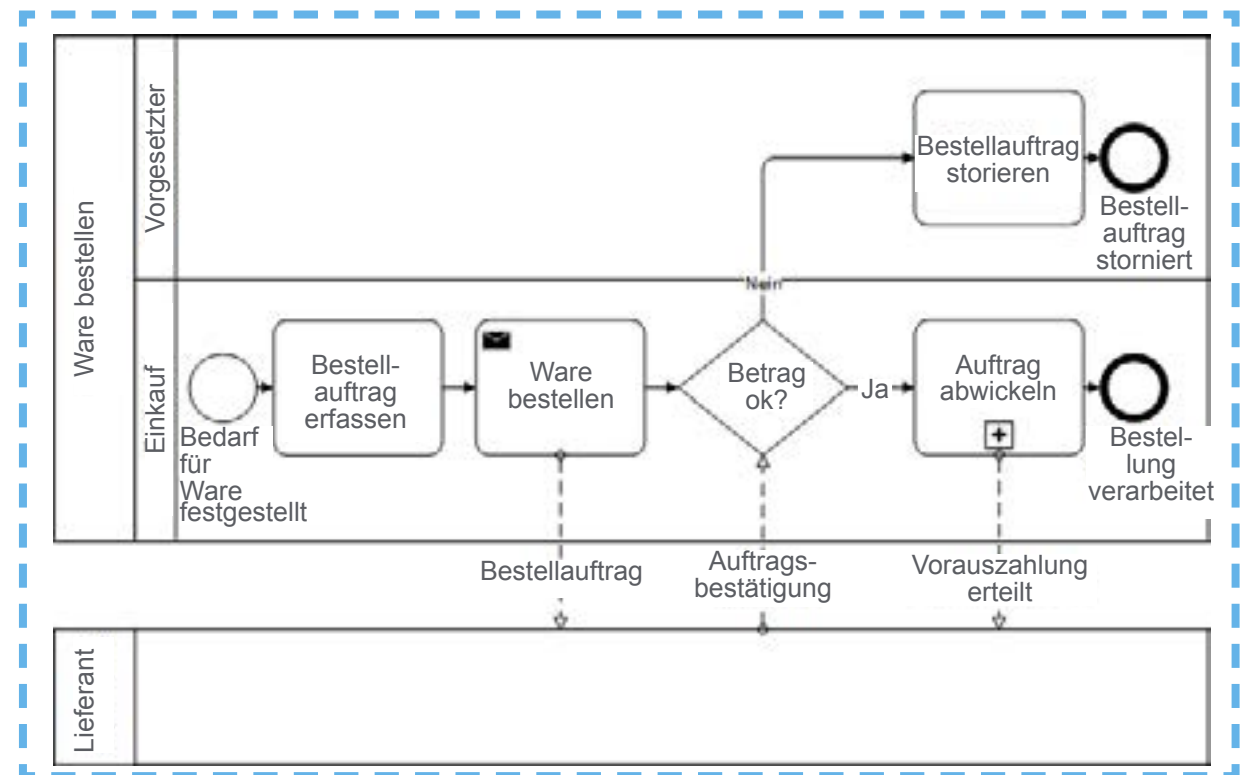 Ware bestellen
Vorgesetzter
Bestellauftrag
storieren
Bestell-
auftrag
storniert
Nein
Einkauf
Bedarf
für
Ware
festgestellt
Bestell-
auftrag
erfassen
Ware
bestellen
Betrag
ok?
Ja
Auftrag
abwickeln
Bestel-
lung
verarbeitet
Bestellauftrag
Auftrags-
bestätigung
Vorauszahlung
erteilt
Lieferant